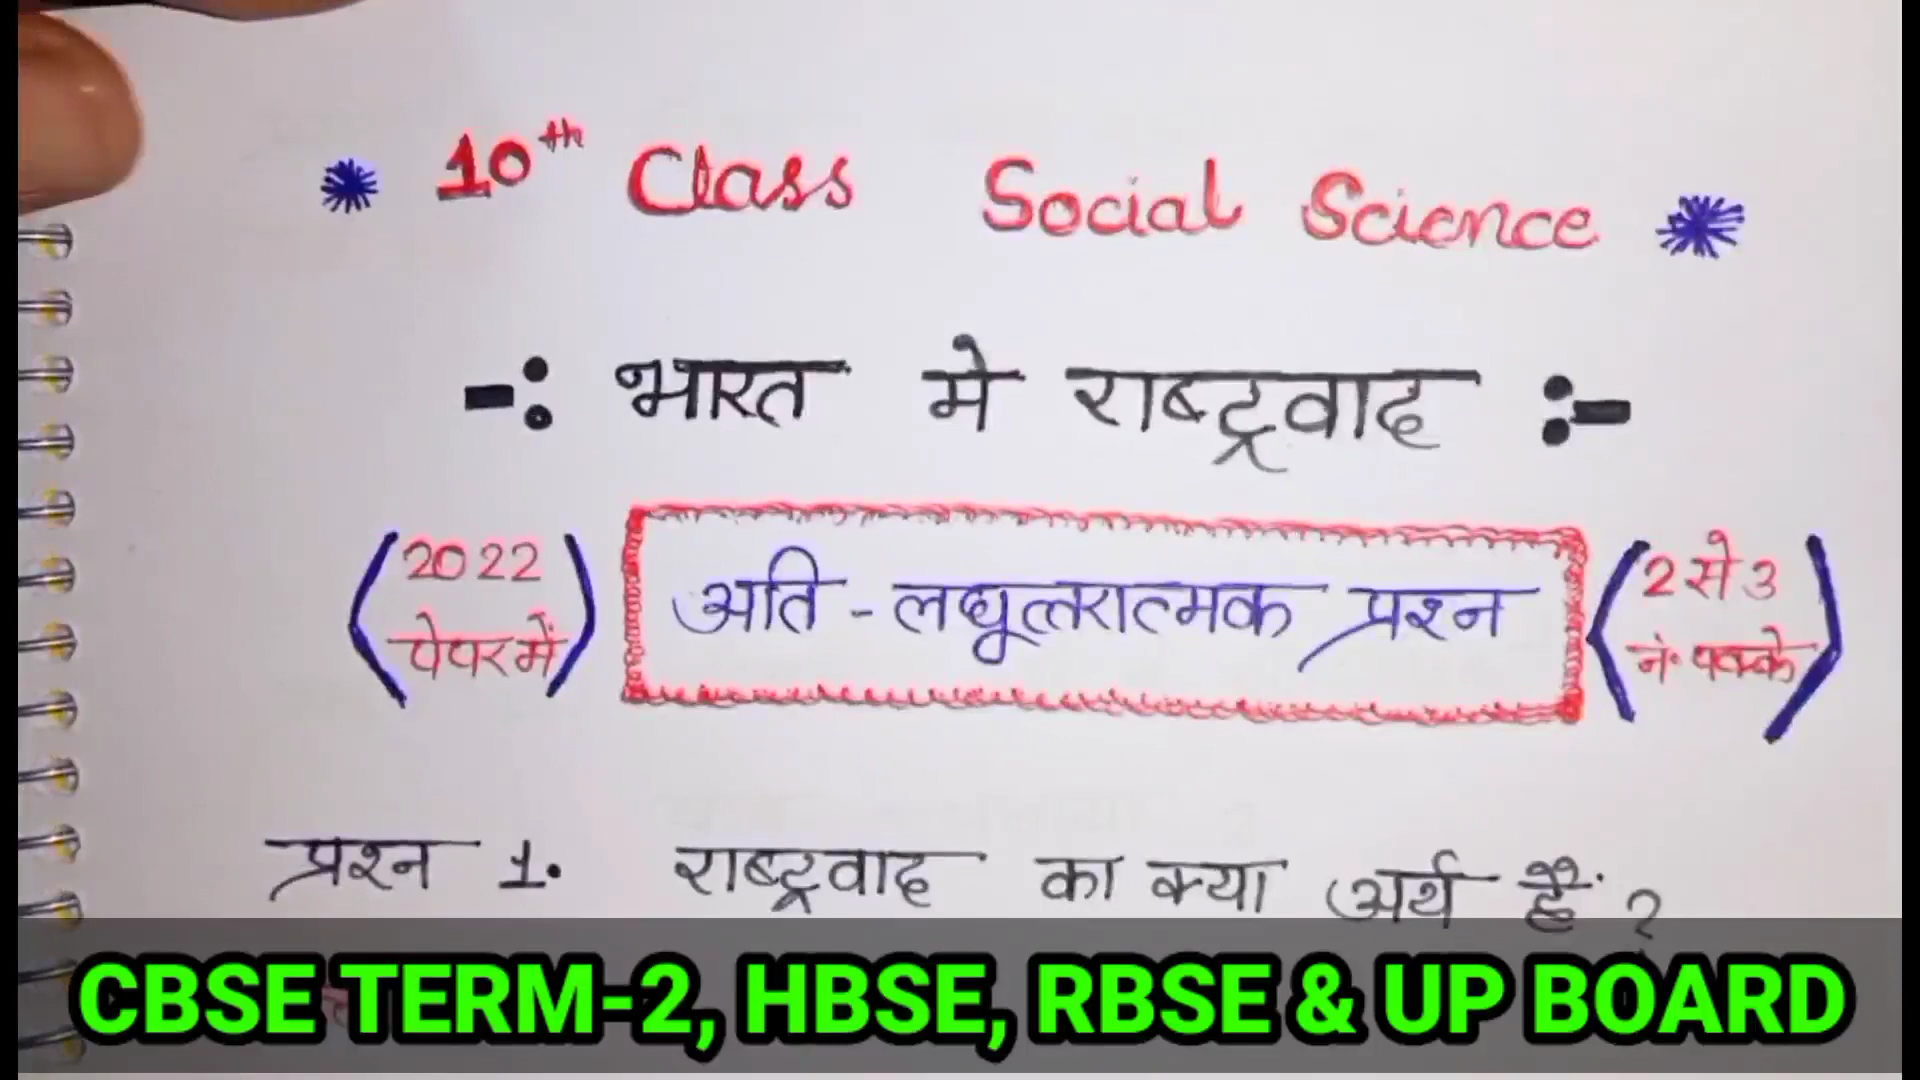 10th Class Social Science
-: भारत मे राष्ट्रवाद :-
2022 पेपर में
अति - लघूत्तरात्मक प्रश्न
2 से 3 नं. पक्के
प्रश्न 1. राष्ट्रवाद का क्या अर्थ हैं ?
CBSE TERM-2, HBSE, RBSE & UP BOARD